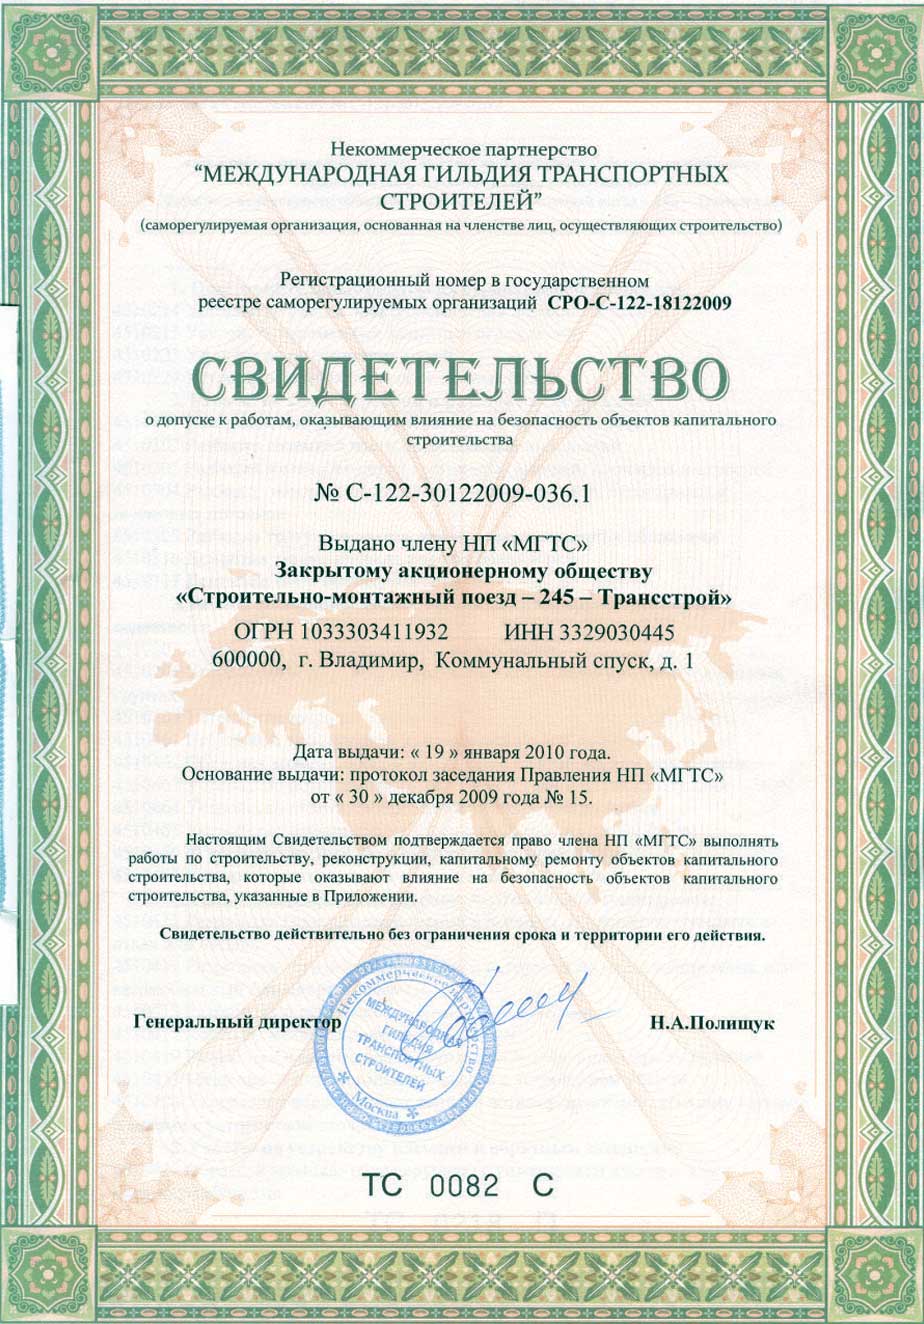 Некоммерческое партнерство
“МЕЖДУНАРОДНАЯ ГИЛЬДИЯ ТРАНСПОРТНЫХ
СТРОИТЕЛЕЙ”
(саморегулируемая организация, основанная на членстве лиц, осуществляющих строительство)
Регистрационный номер в государственном
реестре саморегулируемых организаций СРО-С-122-18122009
СВИДЕТЕЛЬСТВО
о допуске к работам, оказывающим влияние на безопасность объектов капитального
строительства
№ С-122-30122009-036.1
Выдано члену НП «МГТС»
Закрытому акционерному обществу
«Строительно-монтажный поезд – 245 – Трансстрой»
ОГРН 1033303411932 ИНН 3329030445
600000, г. Владимир, Коммунальный спуск, д. 1
Дата выдачи: « 19 » января 2010 года.
Основание выдачи: протокол заседания Правления НП «МГТС»
от « 30 » декабря 2009 года № 15.
Настоящим Свидетельством подтверждается право члена НП «МГТС» выполнять
работы по строительству, реконструкции, капитальному ремонту объектов капитального
строительства, которые оказывают влияние на безопасность объектов капитального
строительства, указанные в Приложении.
Свидетельство действительно без ограничения срока и территории его действия.
Генеральный директор Н.А.Полищук
Некоммерческое партнерство
МЕЖДУНАРОДНАЯ
ГИЛЬДИЯ
ТРАНСПОРТНЫХ
СТРОИТЕЛЕЙ
Москва
ТС 0082 С